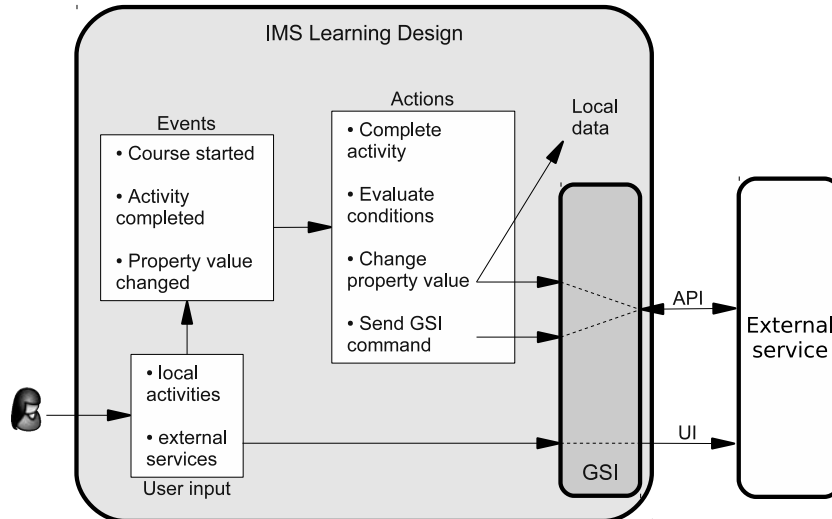 IMS Learning Design
Events
• Course started
• Activity
completed
• Property value
changed
Actions
• Complete
activity
• Evaluate
conditions
• Change
property value
• Send GSI
command
Local
data
• local
activities
• external
services
User input
GSI
API
UI
External
service